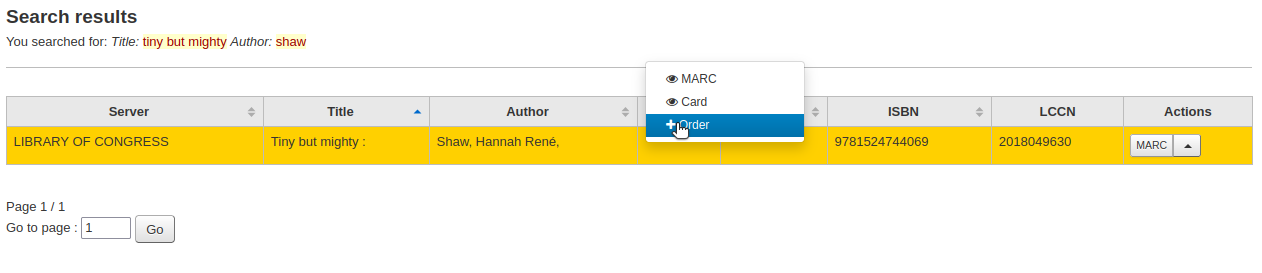 Search results
You searched for: Title: tiny but mighty Author: shaw
MARC
Card
Order
Server Title Author ISBN LCCN Actions
LIBRARY OF CONGRESS Tiny but mighty : Shaw, Hannah René, 9781524744069 2018049630 MARC
Page 1 / 1
Go to page : 1 Go